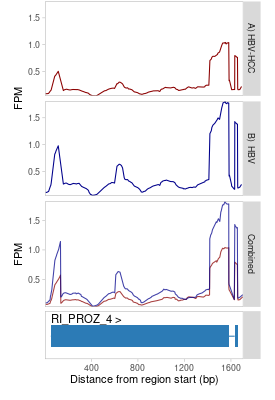 1.5
1.0
0.5
FPM
A) HBV-HCC
1.5
1.0
0.5
FPM
B) HBV
1.5
1.0
0.5
FPM
Combined
RI_PROZ_4 >
400 800 1200 1600
Distance from region start (bp)